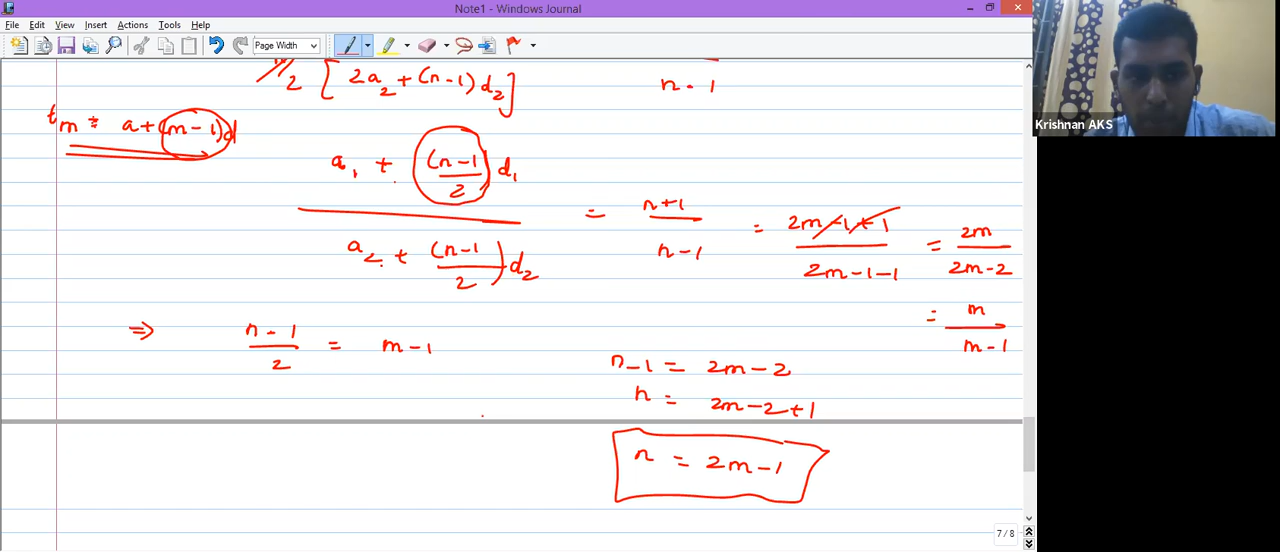 Note1 - Windows Journal
File Edit View Insert Actions Tools Help
Page Width
Krishnan AKS
2 [ 2a₂ + (n-1) d₂ ]
n - 1
tm = a + (m-1)d
a₁ + (n-1/2) d₁
a₂ + (n-1/2) d₂
= n+1/n-1 = 2m-1+1/2m-1-1 = 2m/2m-2
= m/m-1
⇒ n-1/2 = m-1
n-1 = 2m-2
n = 2m-2+1
n = 2m-1
7 / 8